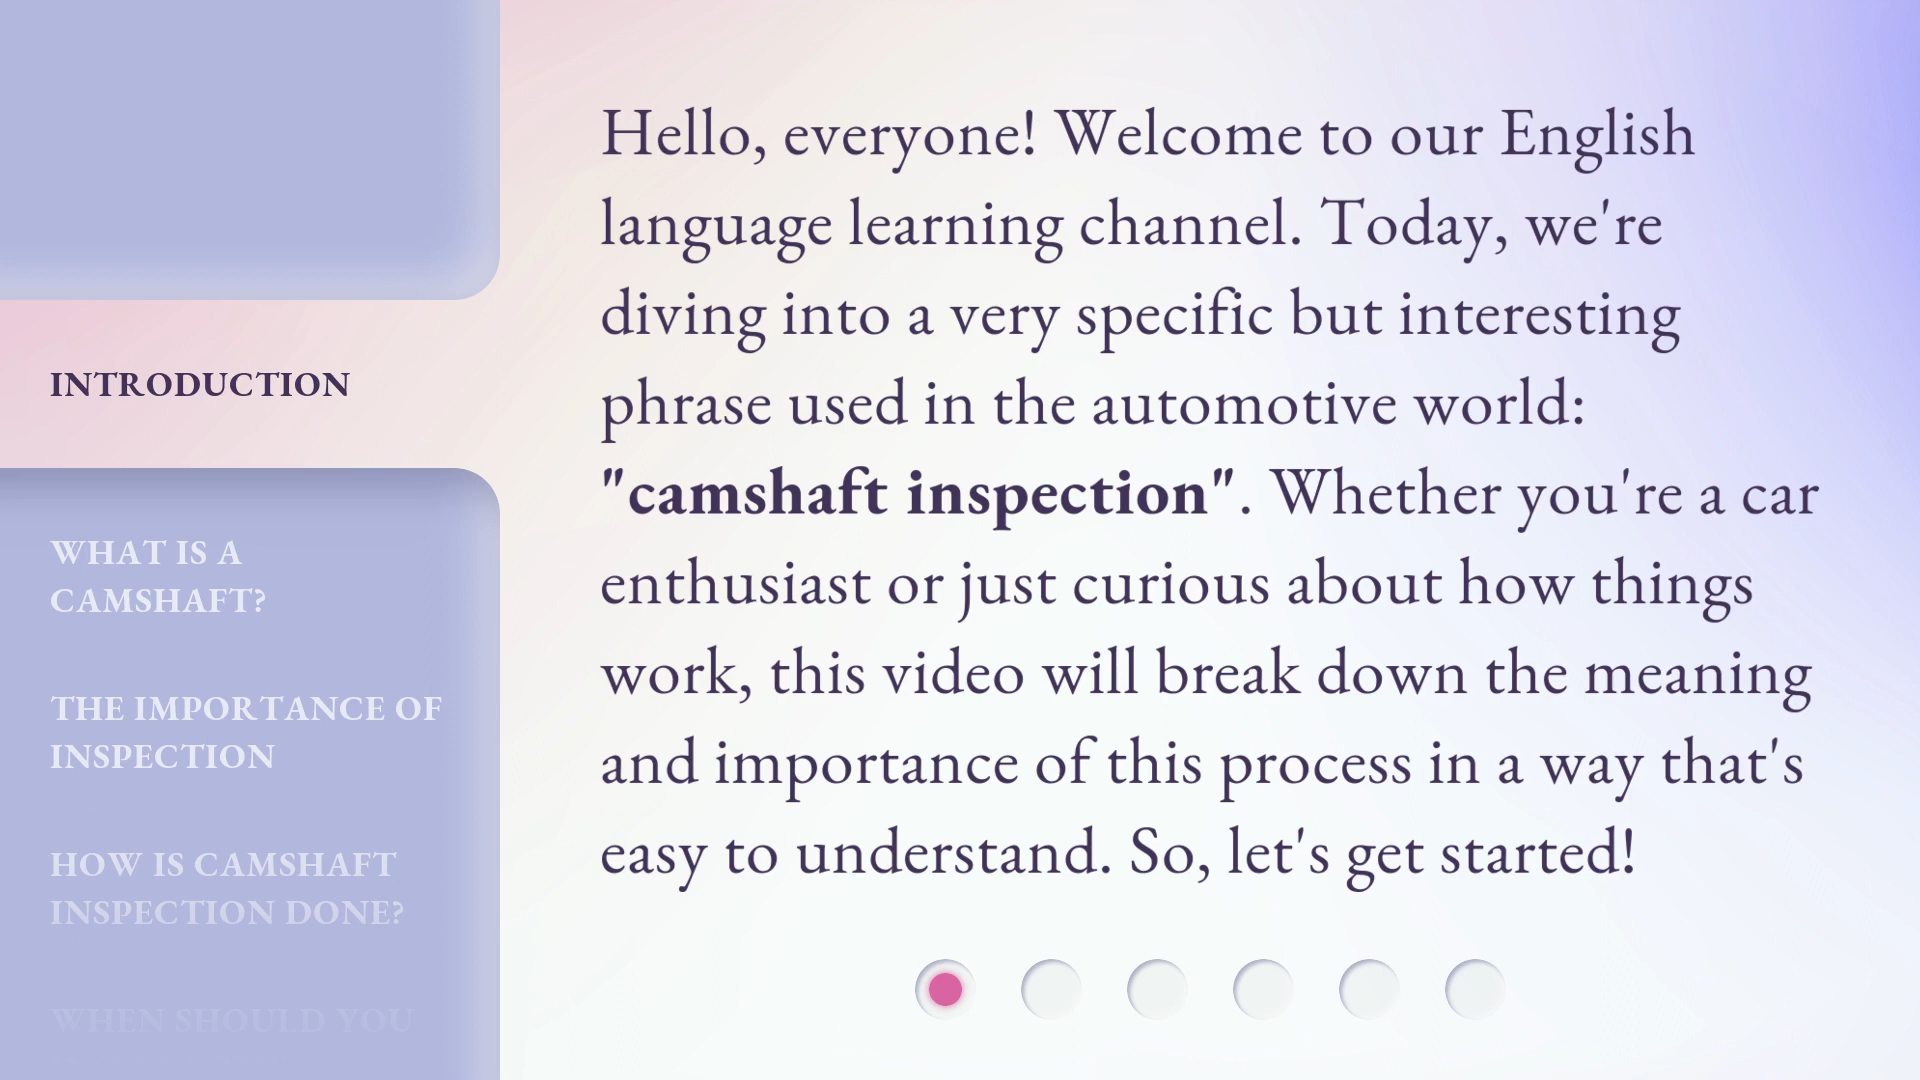 INTRODUCTION
WHAT IS A
CAMSHAFT?
THE IMPORTANCE OF
INSPECTION
HOW IS CAMSHAFT
INSPECTION DONE?
WHEN SHOULD YOU
Hello, everyone! Welcome to our English
language learning channel. Today, we're
diving into a very specific but interesting
phrase used in the automotive world:
"camshaft inspection". Whether you're a car
enthusiast or just curious about how things
work, this video will break down the meaning
and importance of this process in a way that's
easy to understand. So, let's get started!